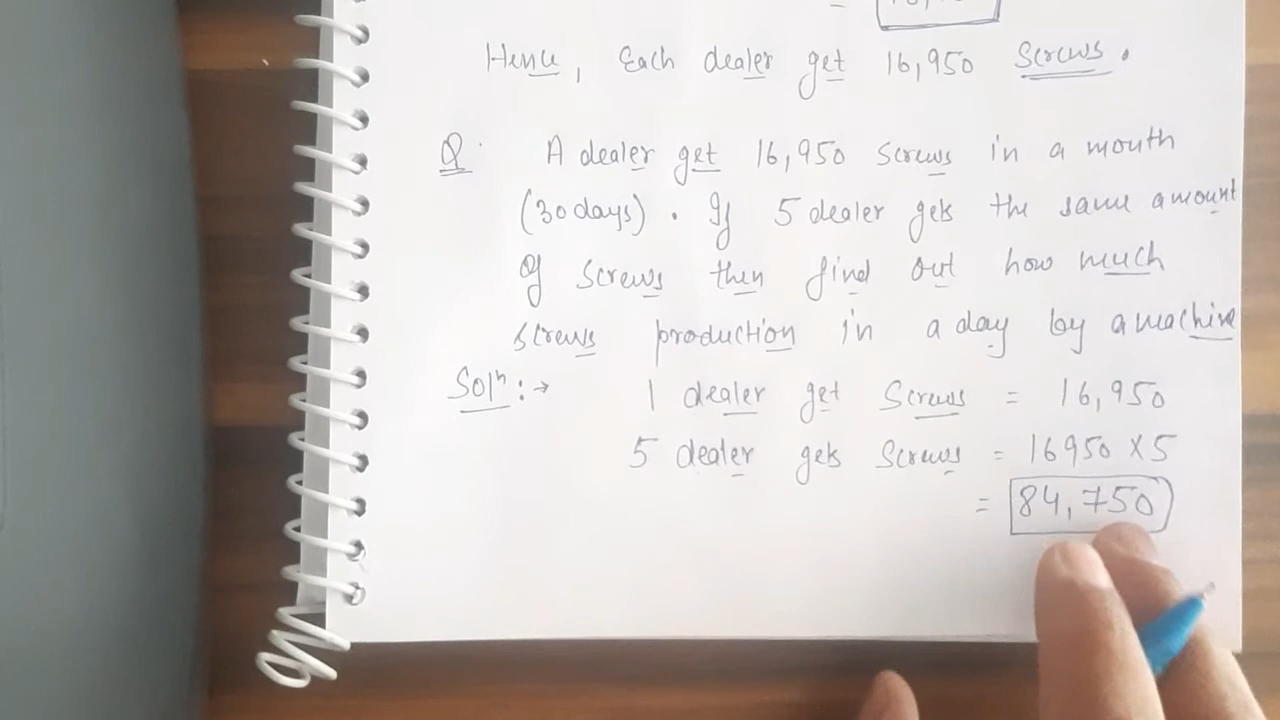 =
Hence, Each dealer get 16,950 Screws.
Q. A dealer get 16,950 screws in a mouth
(30 days). If 5 dealer gets the same amount
of screws then find out how much
screws production in a day by a machine
Solⁿ:→ 1 dealer get Screws = 16,950
5 dealer gets Screws = 16950 X 5
= 84,750